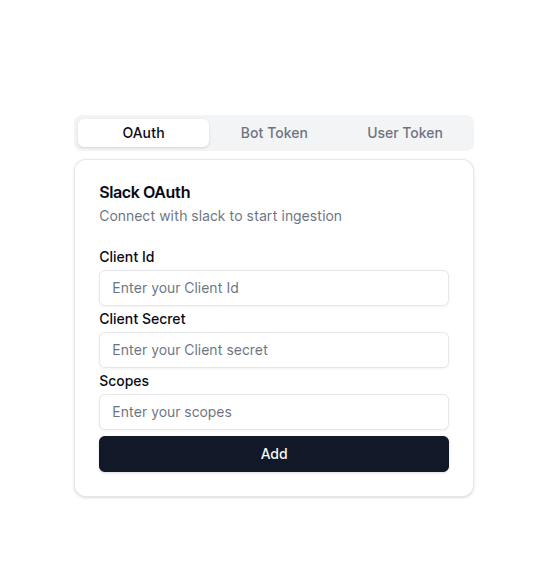 OAuth Bot Token User Token
Slack OAuth
Connect with slack to start ingestion
Client Id
Enter your Client Id
Client Secret
Enter your Client secret
Scopes
Enter your scopes
Add